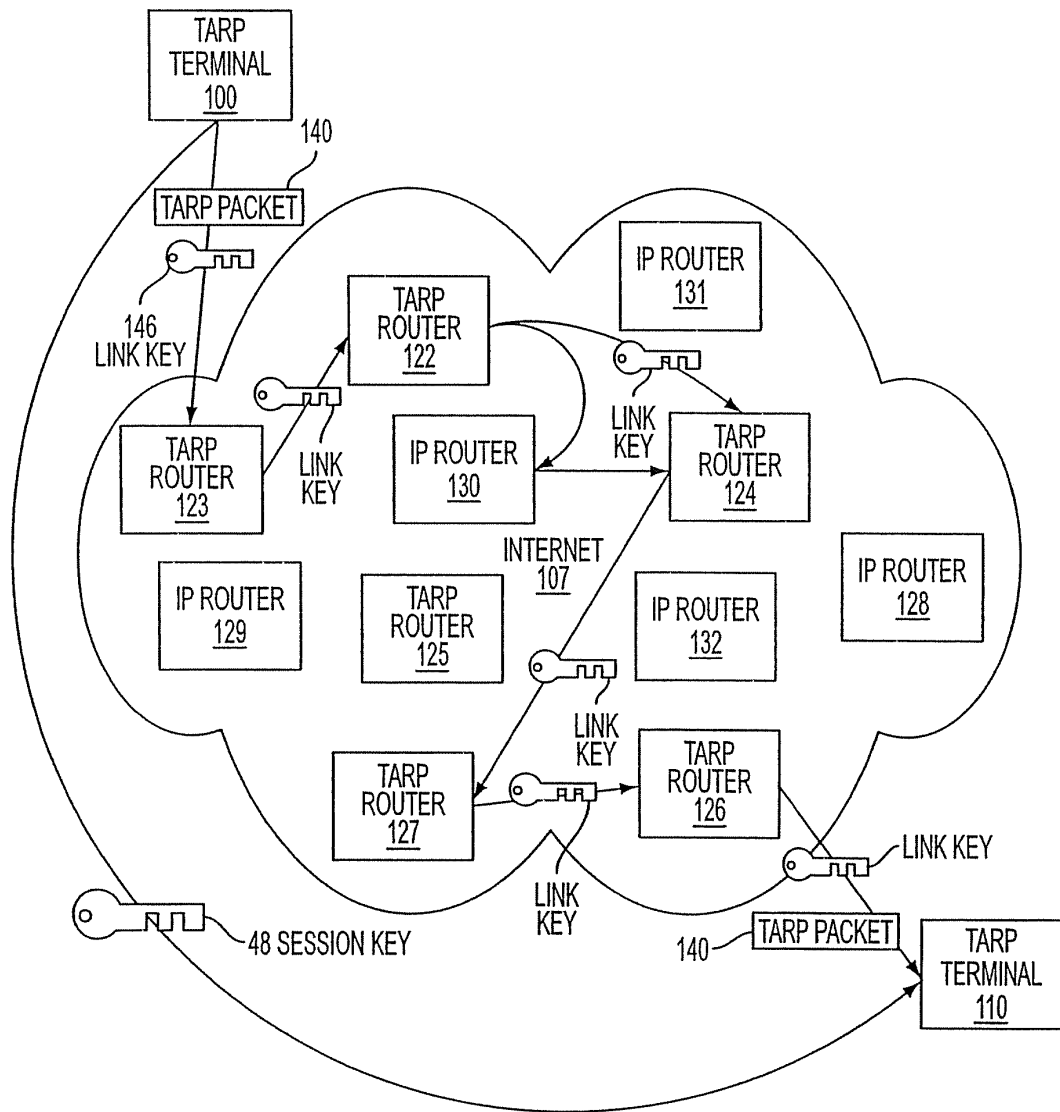 TARP
TERMINAL
100
140
TARP PACKET
146
LINK KEY
IP ROUTER
131
TARP
ROUTER
122
LINK
KEY
LINK
KEY
TARP
ROUTER
123
IP ROUTER
130
TARP
ROUTER
124
INTERNET
107
IP ROUTER
129
TARP
ROUTER
125
IP ROUTER
132
IP ROUTER
128
LINK
KEY
TARP
ROUTER
127
TARP
ROUTER
126
LINK
KEY
LINK KEY
48 SESSION KEY
140
TARP PACKET
TARP
TERMINAL
110